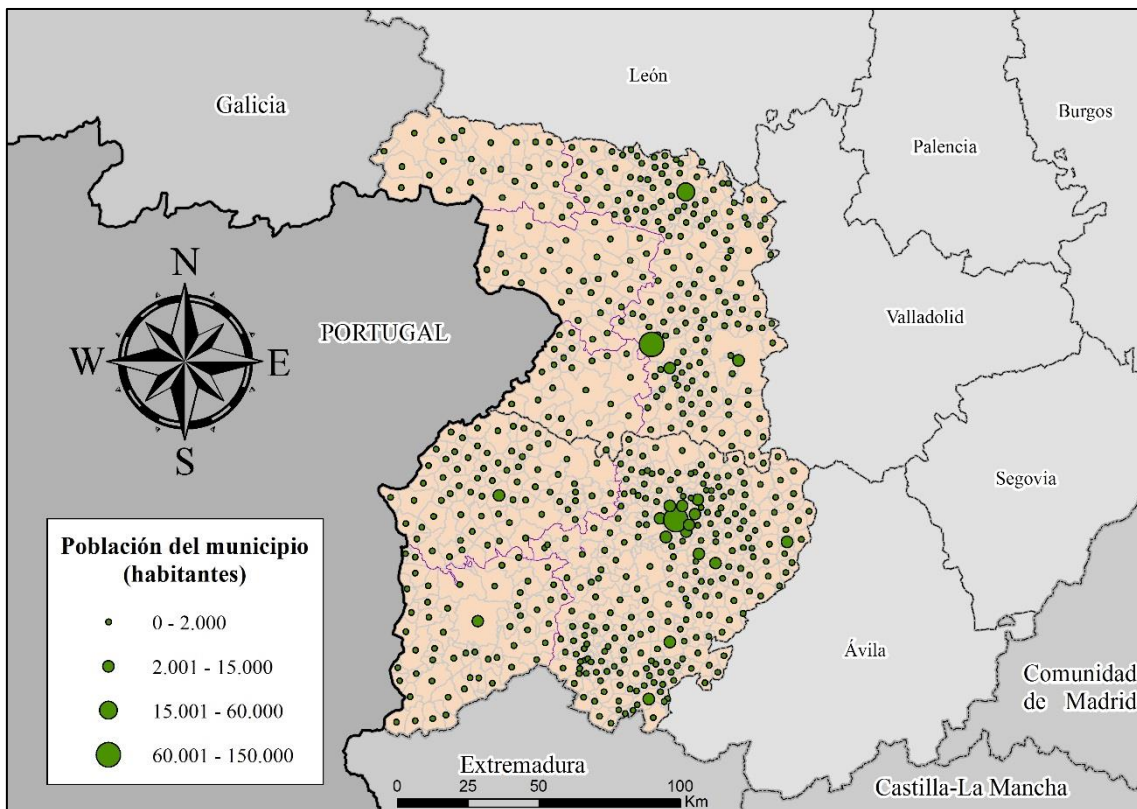 León
Galicia
Burgos
Palencia
N
Valladolid
PORTUGAL
W
E
S
Segovia
Población del municipio
(habitantes)
0 - 2.000
2.001 - 15.000
15.001 - 60.000
60.001 - 150.000
Ávila
Comunidad
de Madrid
Extremadura
Castilla-La Mancha
0 25 50 100
Km